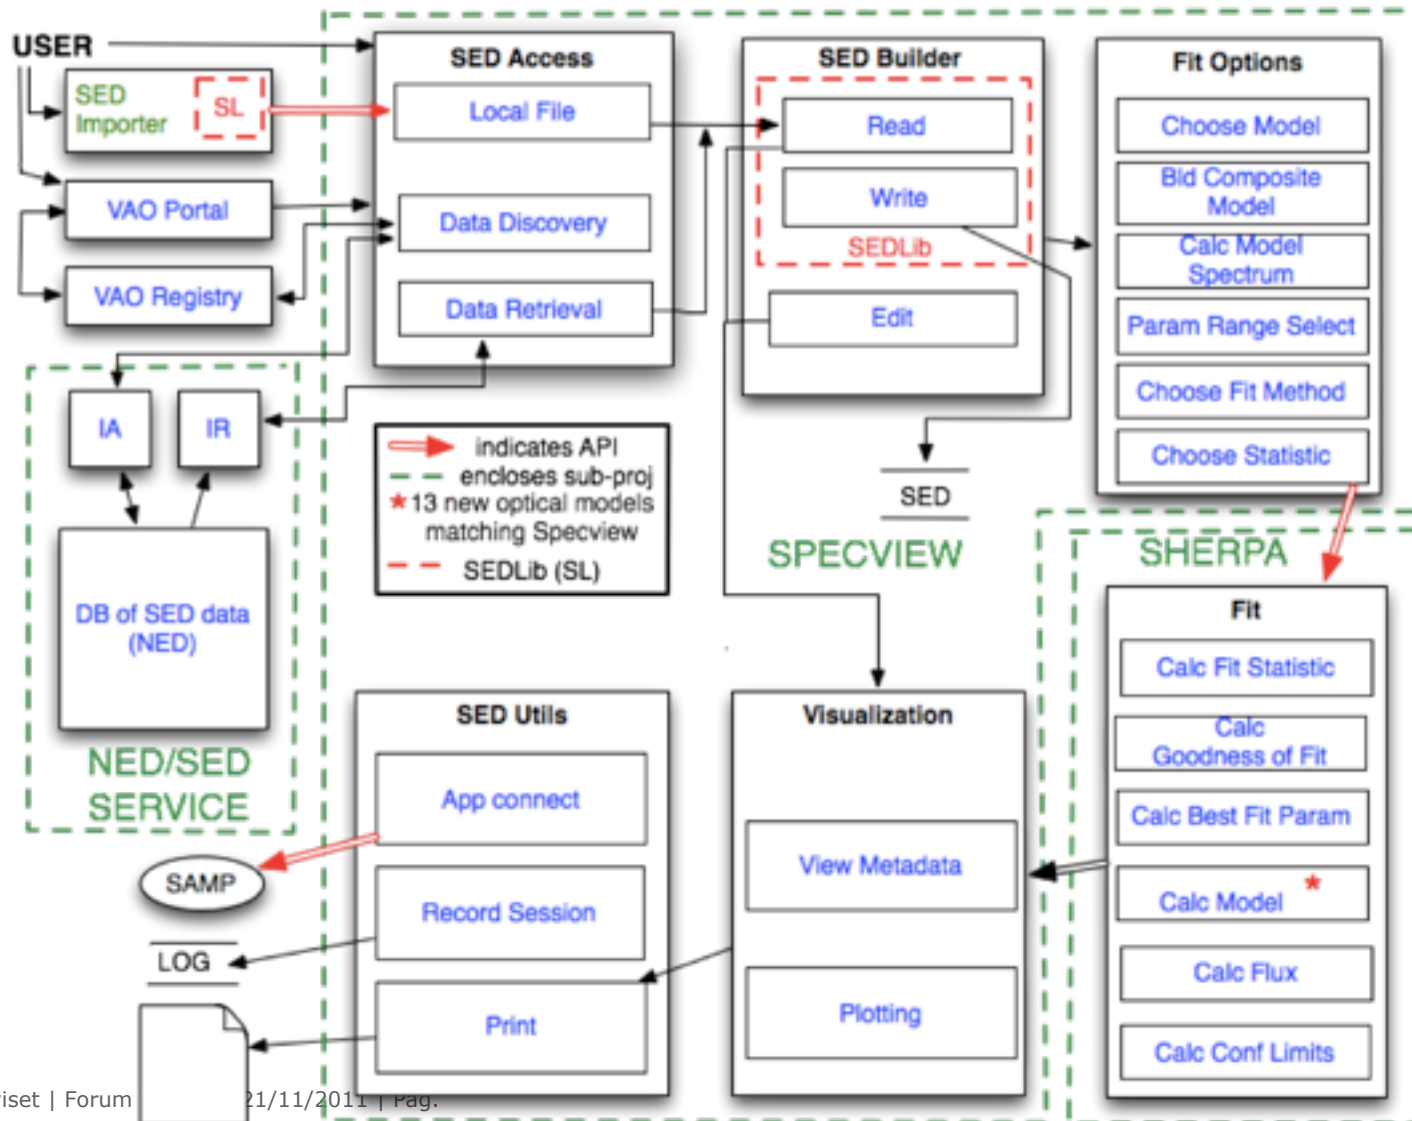 USER
SED
Importer
SL
VAO Portal
VAO Registry
SED Access
Local File
Data Discovery
Data Retrieval
SED Builder
Read
Write
SEDLib
Edit
Fit Options
Choose Model
Bld Composite
Model
Calc Model
Spectrum
Param Range Select
Choose Fit Method
Choose Statistic
IA
IR
DB of SED data
(NED)
NED/SED
SERVICE
indicates API
encloses sub-proj
* 13 new optical models
matching Specview
SEDLib (SL)
SED
SPECVIEW
SHERPA
Fit
Calc Fit Statistic
Calc
Goodness of Fit
Calc Best Fit Param
Calc Model *
Calc Flux
Calc Conf Limits
SED Utils
App connect
Record Session
Print
Visualization
View Metadata
Plotting
SAMP
LOG
| Forum 21/11/2011 | Pag.